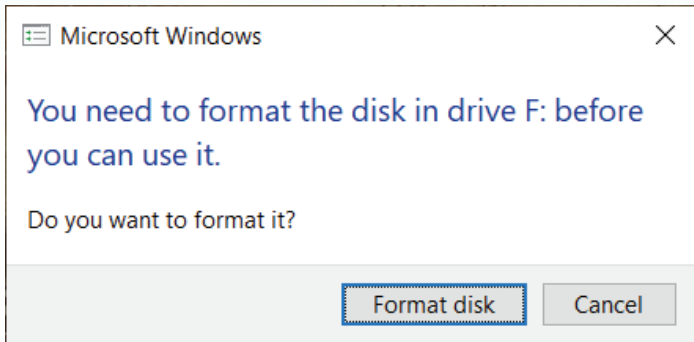 Microsoft Windows
You need to format the disk in drive F: before
you can use it.
Do you want to format it?
Format disk
Cancel